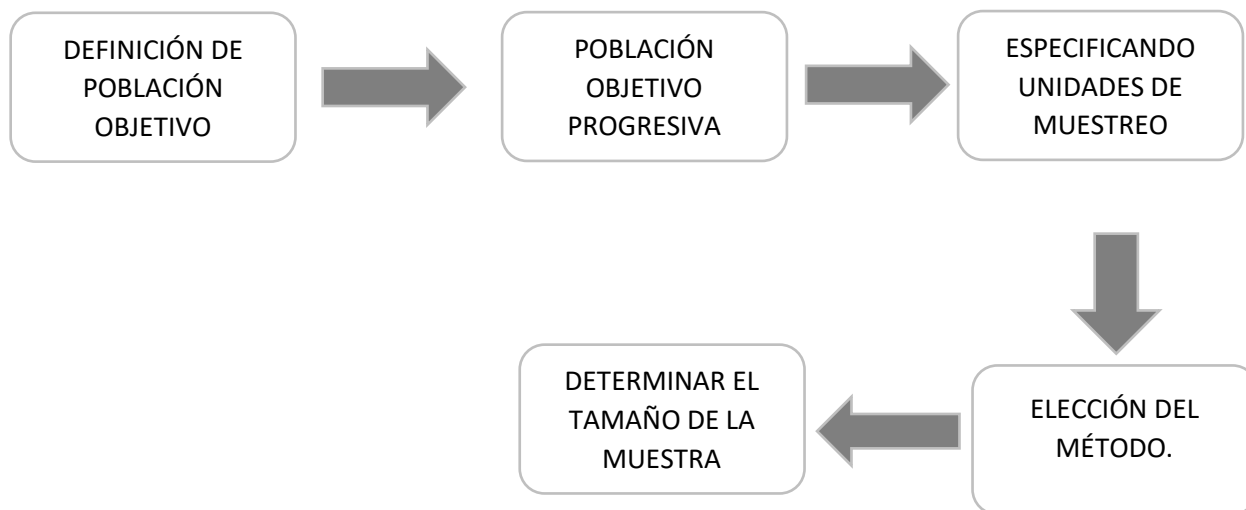 DEFINICIÓN DE
POBLACIÓN
OBJETIVO
POBLACIÓN
OBJETIVO
PROGRESIVA
ESPECIFICANDO
UNIDADES DE
MUESTREO
ELECCIÓN DEL
MÉTODO.
DETERMINAR EL
TAMAÑO DE LA
MUESTRA